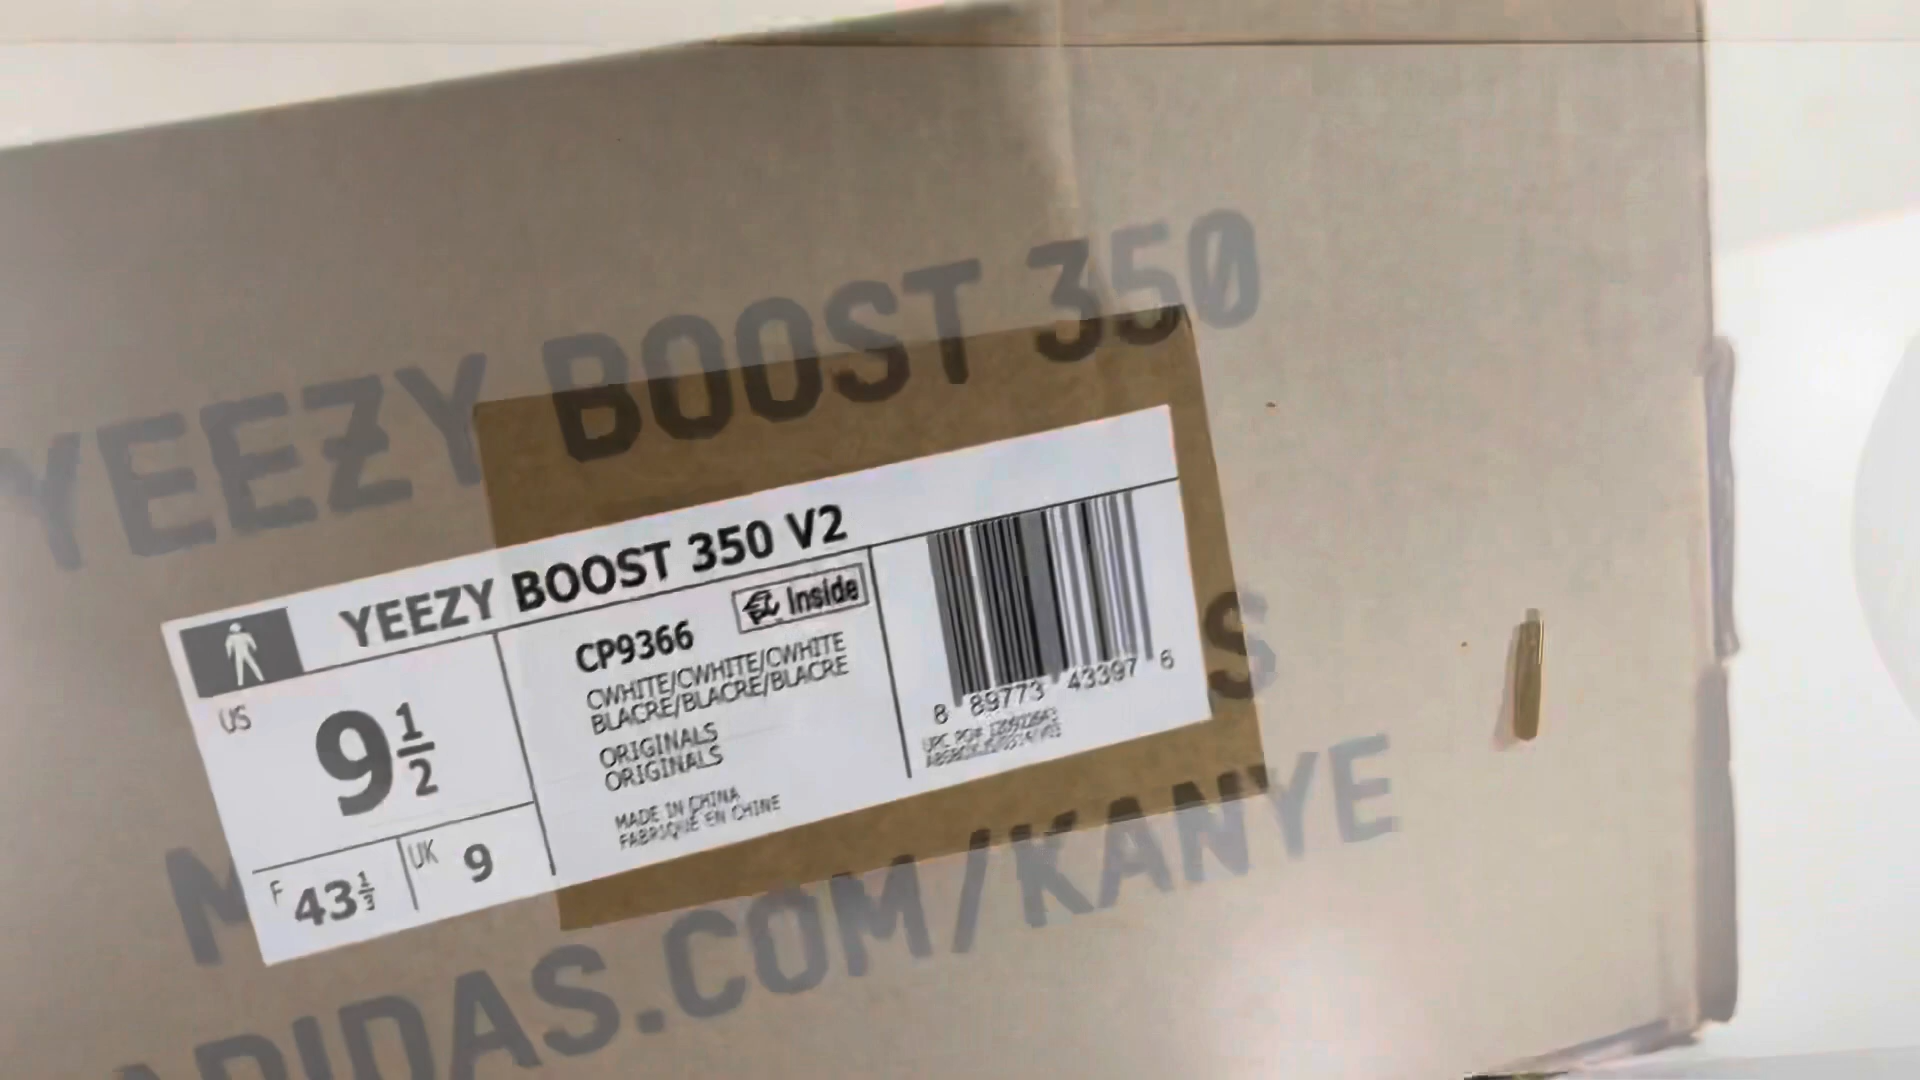 YEEZY BOOST 350
YEEZY BOOST 350 V2
US
9 1/2
F 43 1/3
UK 9
CP9366
Inside
CWHITE/CWHITE/CWHITE
BLACRE/BLACRE/BLACRE
ORIGINALS
ORIGINALS
MADE IN CHINA
FABRIQUÉ EN CHINE
8 89773 43397 6
M
S
ADIDAS.COM/KANYE